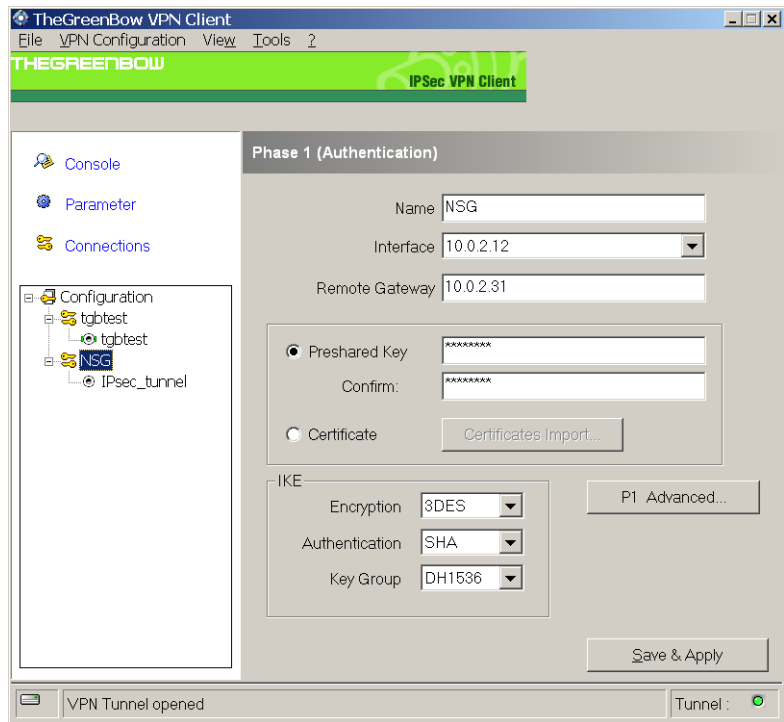 TheGreenBow VPN Client
File VPN Configuration View Tools ?
THEGREENBOW
IPSec VPN Client
Console
Parameter
Connections
Configuration
tgbtest
tgbtest
NSG
IPsec_tunnel
Phase 1 (Authentication)
Name NSG
Interface 10.0.2.12
Remote Gateway 10.0.2.31
Preshared Key ********
Confirm: ********
Certificate Certificates Import...
IKE
Encryption 3DES
Authentication SHA
Key Group DH1536
P1 Advanced...
Save & Apply
VPN Tunnel opened
Tunnel :